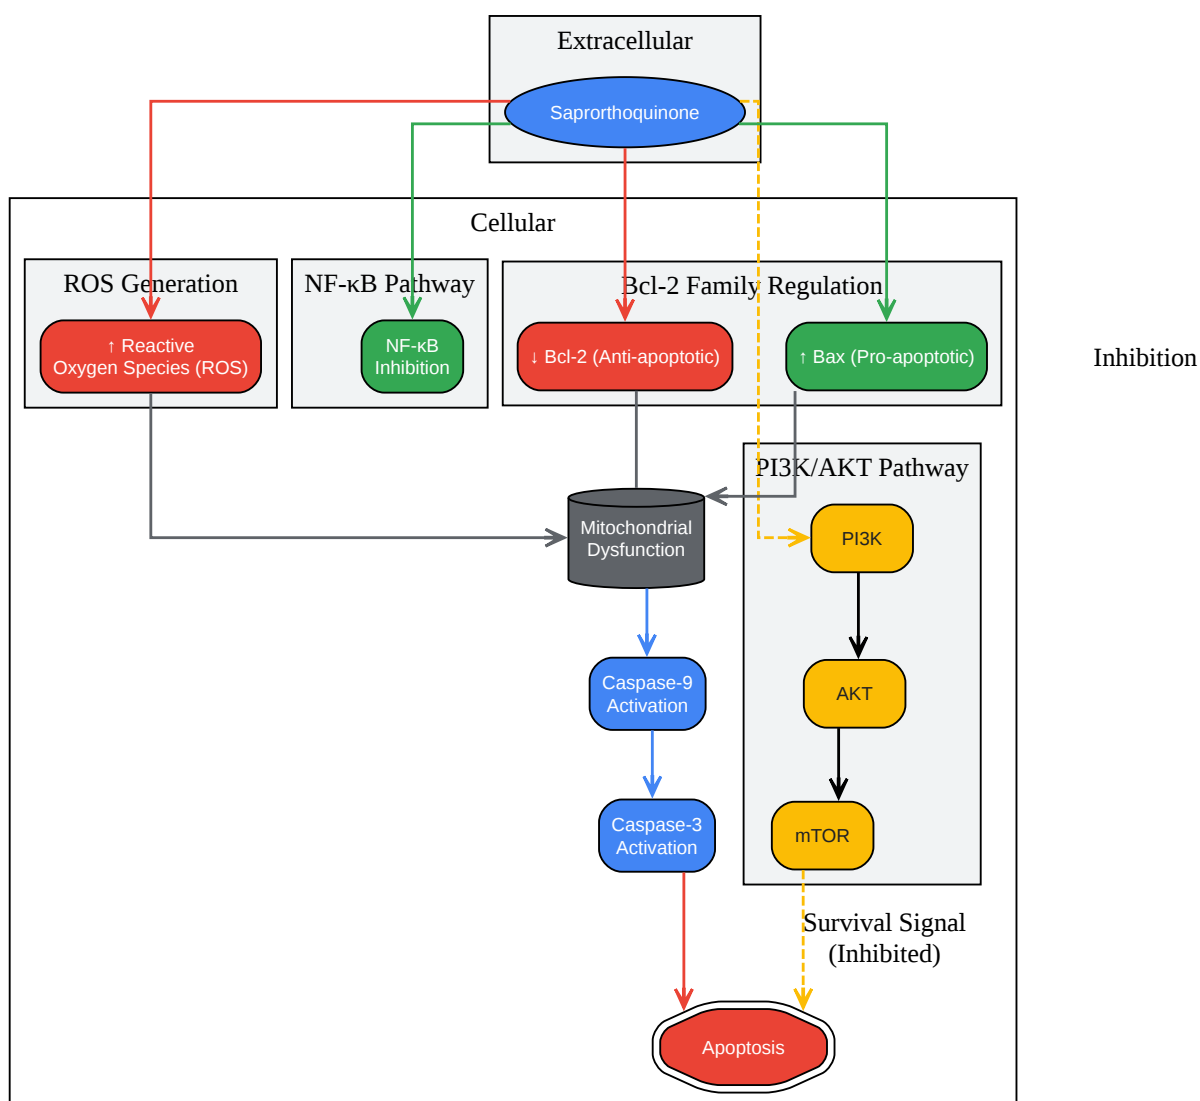 Extracellular
Saprorthoquinone
Cellular
ROS Generation
NF-κB Pathway
Bcl-2 Family Regulation
↑ Reactive
Oxygen Species (ROS)
NF-κB
Inhibition
↓ Bcl-2 (Anti-apoptotic)
↑ Bax (Pro-apoptotic)
Inhibition
PI3K/AKT Pathway
Mitochondrial
Dysfunction
PI3K
Caspase-9
Activation
AKT
Caspase-3
Activation
mTOR
Survival Signal
(Inhibited)
Apoptosis